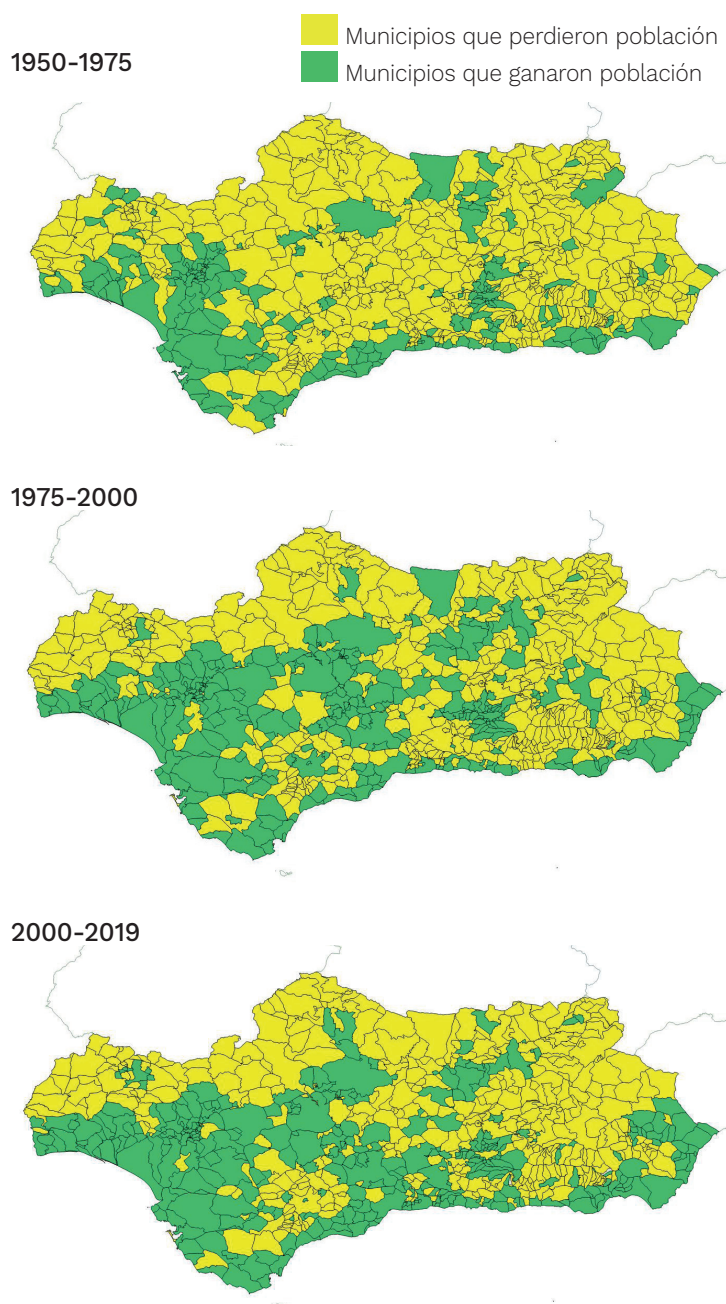 Municipios que perdieron población
1950-1975
Municipios que ganaron población
1975-2000
2000-2019